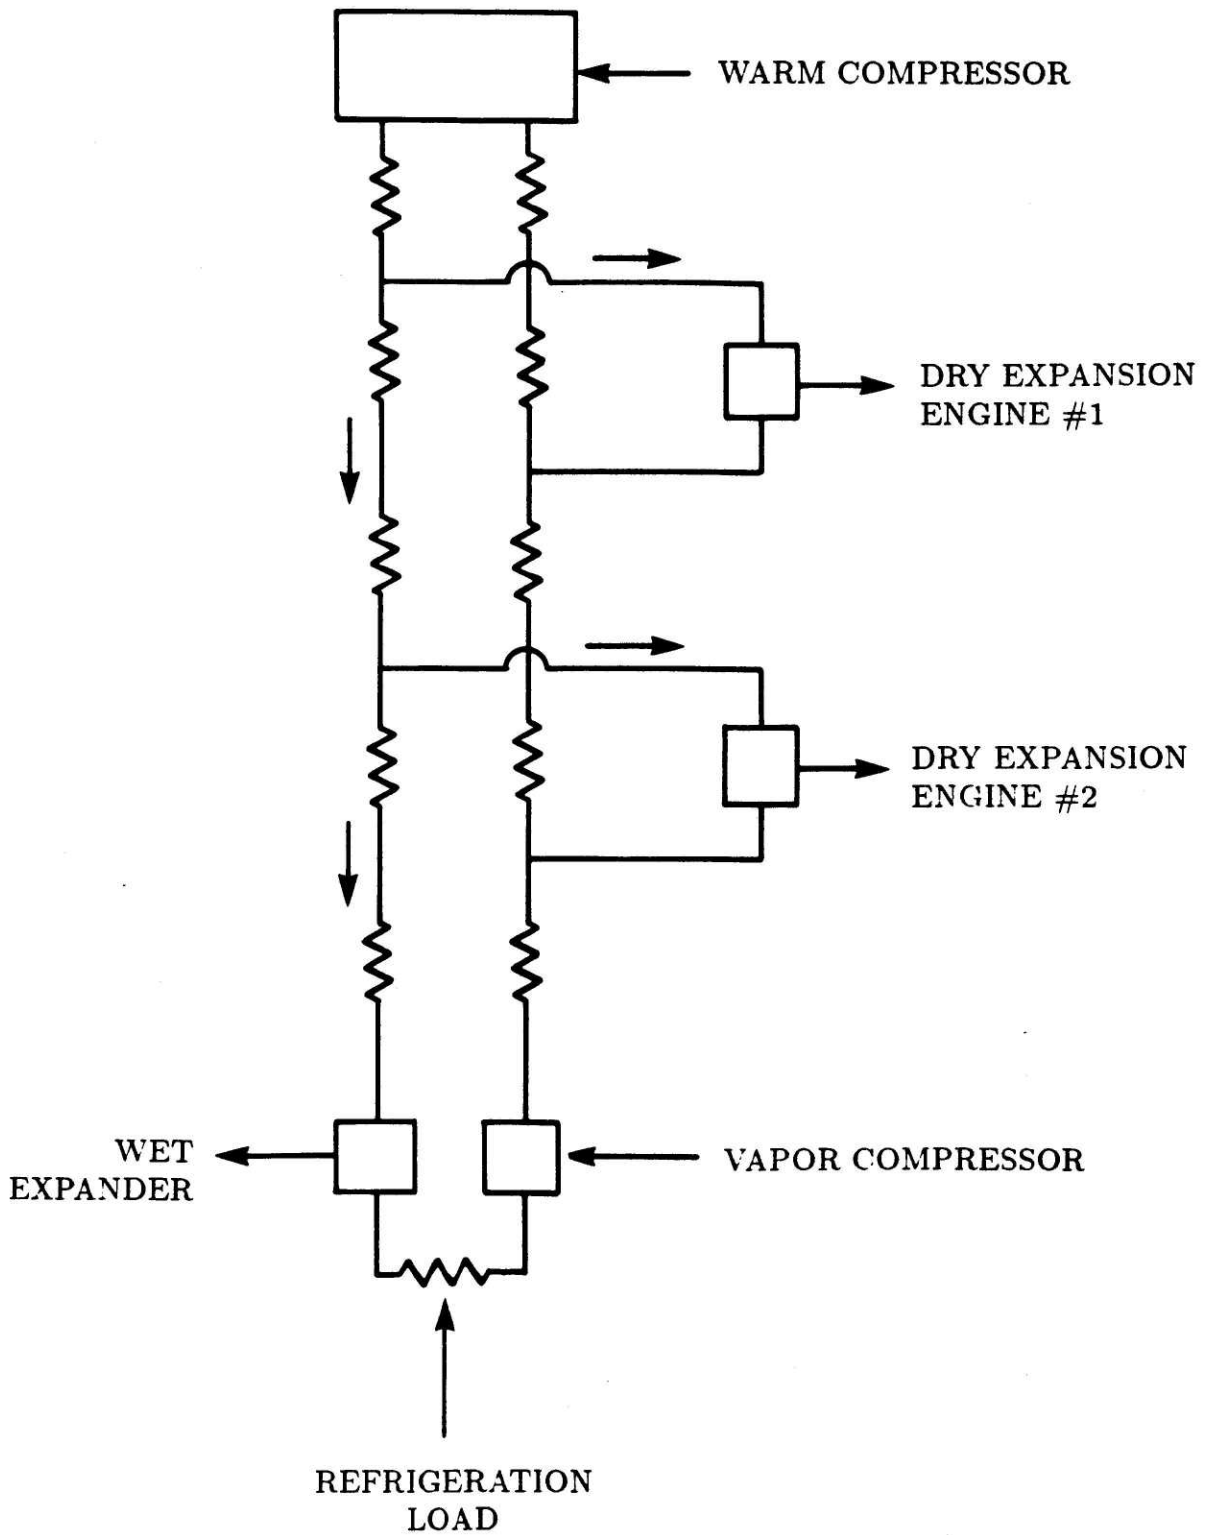 WARM COMPRESSOR
DRY EXPANSION
ENGINE #1
DRY EXPANSION
ENGINE #2
WET
EXPANDER
VAPOR COMPRESSOR
REFRIGERATION
LOAD